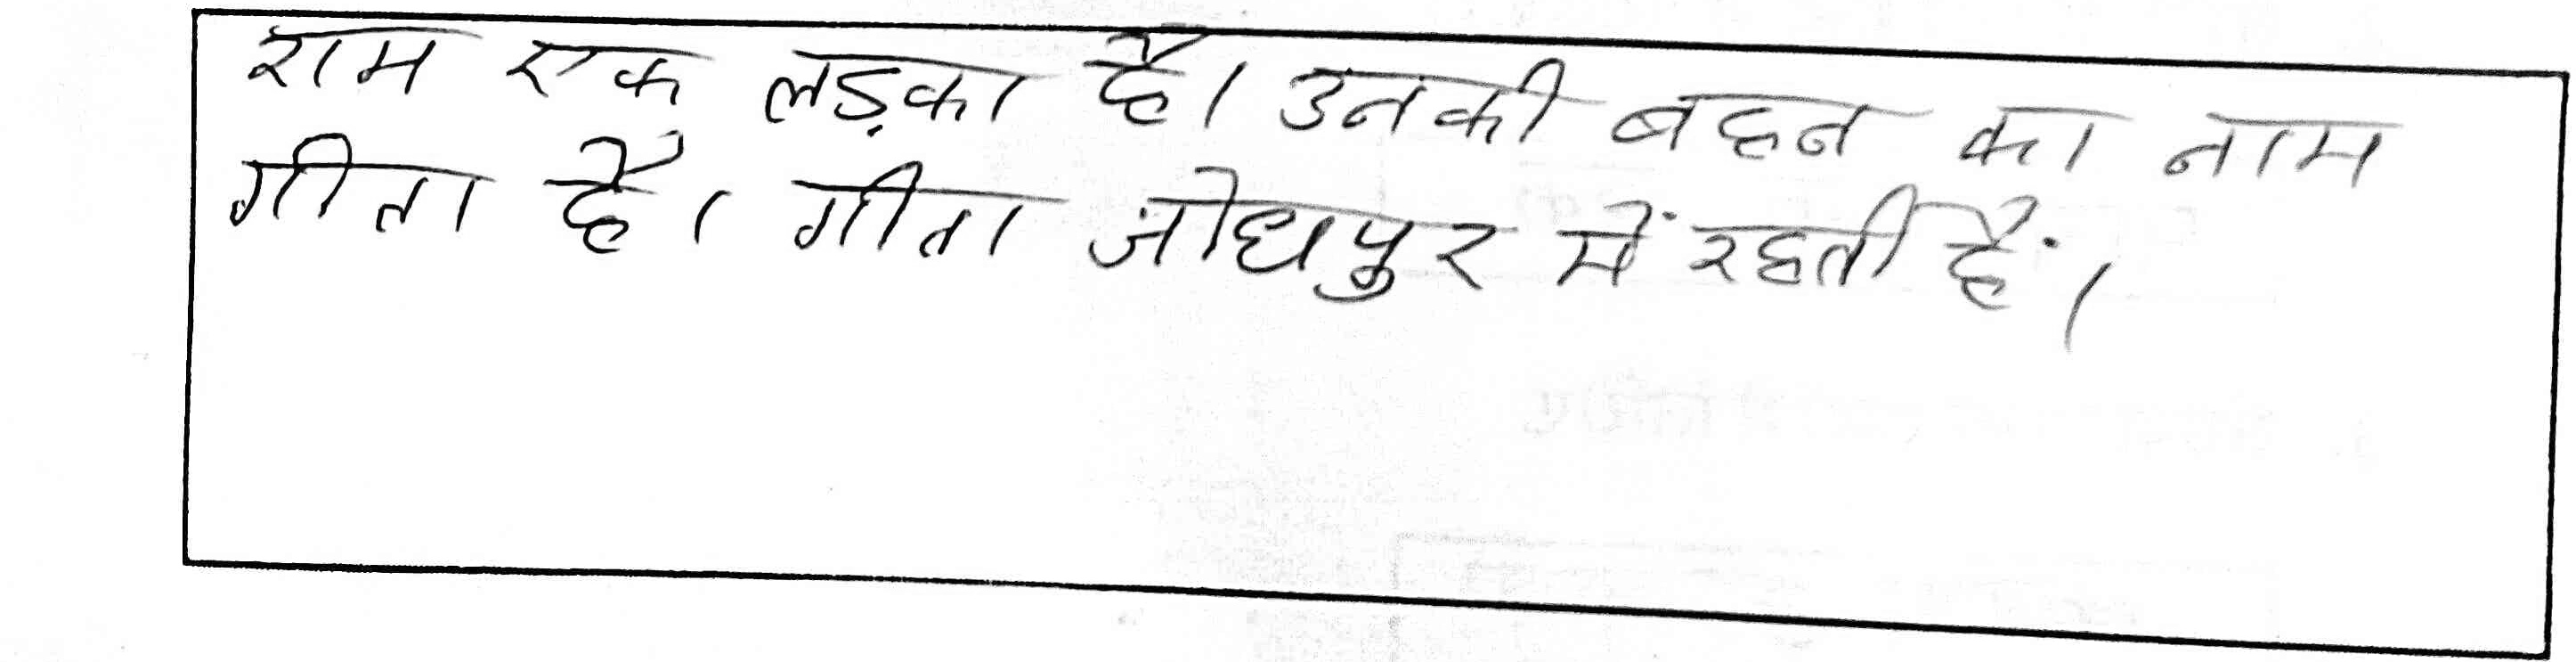 राम एक लड़का है। उनकी बहन का नाम
गीता है। गीता जोधपुर में रहती हैं।